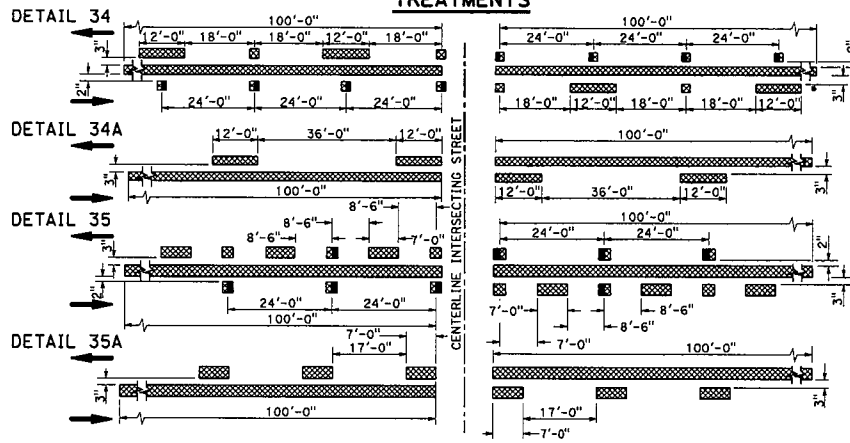 TREATMENTS
DETAIL 34
100'-0" 100'-0"
12'-0" 18'-0" 18'-0" 12'-0" 18'-0" 24'-0" 24'-0" 24'-0"
3" 2"
2" 3"
24'-0" 24'-0" 24'-0" 18'-0" 12'-0" 18'-0" 18'-0" 12'-0"
DETAIL 34A
12'-0" 36'-0" 12'-0" 100'-0"
3" 3"
100'-0" 12'-0" 36'-0" 12'-0"
CENTERLINE INTERSECTING STREET
DETAIL 35
8'-6"
8'-6" 100'-0"
8'-6" 7'-0" 24'-0" 24'-0"
3" 2"
2" 3"
24'-0" 24'-0" 7'-0" 8'-6"
100'-0" 8'-6"
7'-0"
DETAIL 35A
7'-0"
17'-0" 100'-0"
3" 3"
100'-0" 17'-0"
7'-0"